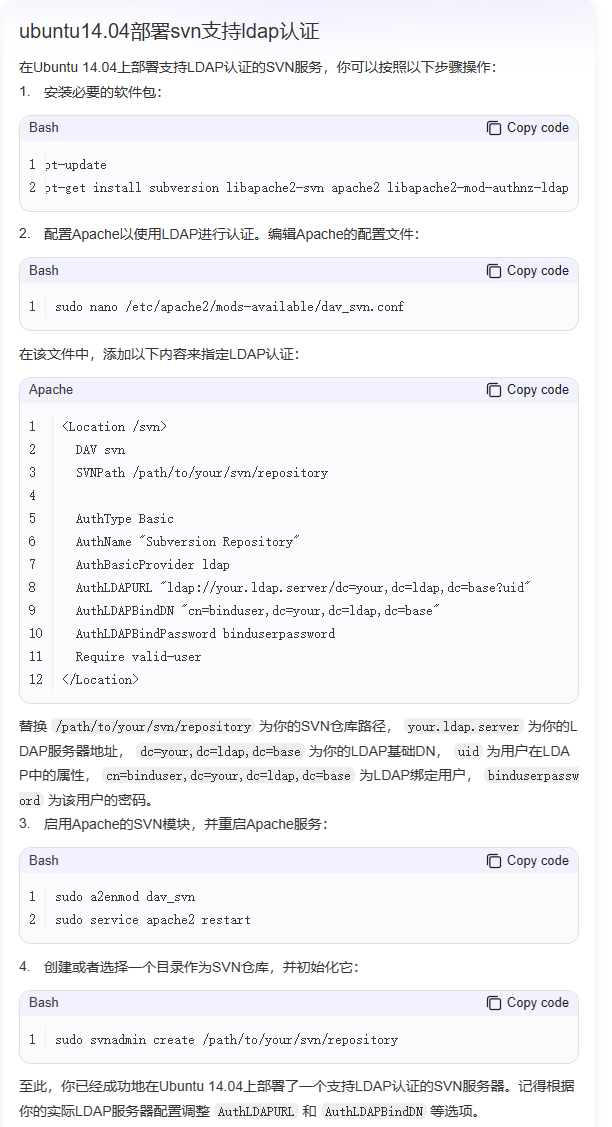 ubuntu14.04部署svn支持ldap认证
在Ubuntu 14.04上部署支持LDAP认证的SVN服务，你可以按照以下步骤操作：
1. 安装必要的软件包：
Bash Copy code
1 pt-update
2 pt-get install subversion libapache2-svn apache2 libapache2-mod-authnz-ldap
2. 配置Apache以使用LDAP进行认证。编辑Apache的配置文件：
Bash Copy code
1 sudo nano /etc/apache2/mods-available/dav_svn.conf
在该文件中，添加以下内容来指定LDAP认证：
Apache Copy code
1 <Location /svn>
2 DAV svn
3 SVNPath /path/to/your/svn/repository
4
5 AuthType Basic
6 AuthName "Subversion Repository"
7 AuthBasicProvider ldap
8 AuthLDAPURL "ldap://your.ldap.server/dc=your,dc=ldap,dc=base?uid"
9 AuthLDAPBindDN "cn=binduser,dc=your,dc=ldap,dc=base"
10 AuthLDAPBindPassword binduserpassword
11 Require valid-user
12 </Location>
替换 /path/to/your/svn/repository 为你的SVN仓库路径， your.ldap.server 为你的L
DAP服务器地址， dc=your,dc=ldap,dc=base 为你的LDAP基础DN， uid 为用户在LDA
P中的属性， cn=binduser,dc=your,dc=ldap,dc=base 为LDAP绑定用户， binduserpassw
ord 为该用户的密码。
3. 启用Apache的SVN模块，并重启Apache服务：
Bash Copy code
1 sudo a2enmod dav_svn
2 sudo service apache2 restart
4. 创建或者选择一个目录作为SVN仓库，并初始化它：
Bash Copy code
1 sudo svnadmin create /path/to/your/svn/repository
至此，你已经成功地在Ubuntu 14.04上部署了一个支持LDAP认证的SVN服务器。记得根据
你的实际LDAP服务器配置调整 AuthLDAPURL 和 AuthLDAPBindDN 等选项。